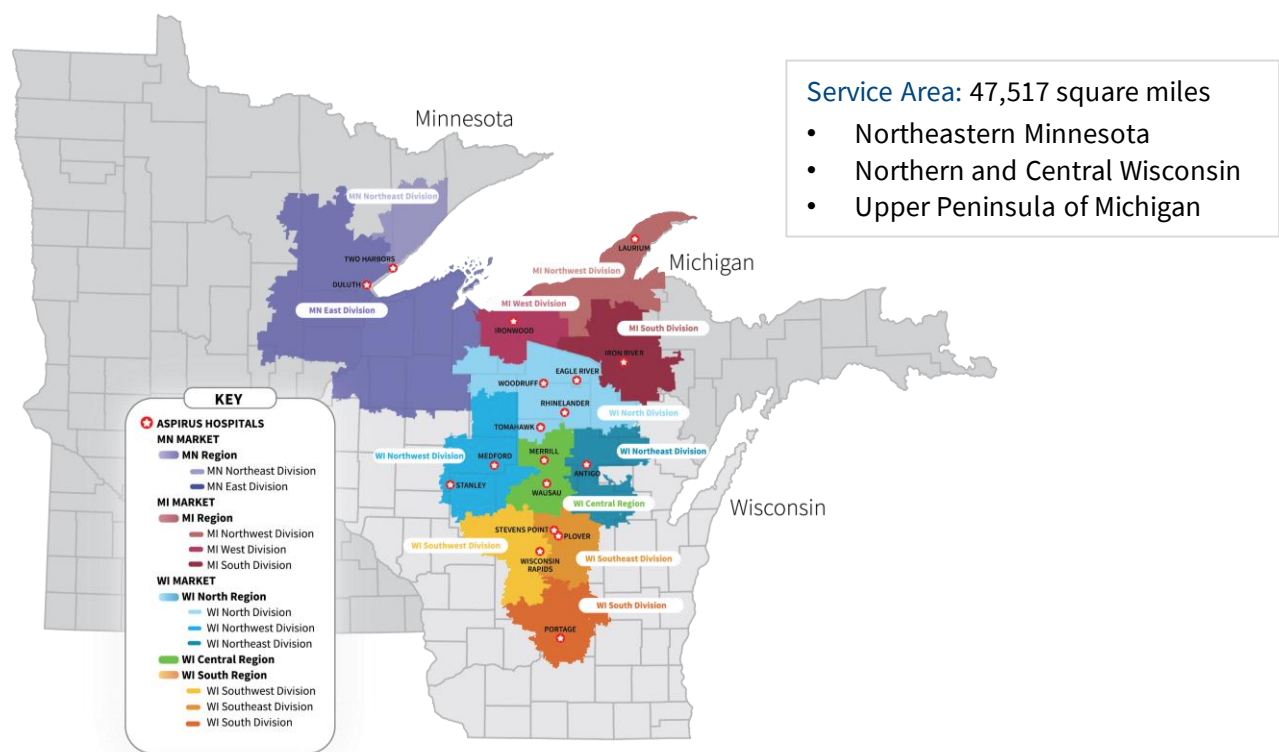 Minnesota
Service Area: 47,517 square miles
• Northeastern Minnesota
• Northern and Central Wisconsin
• Upper Peninsula of Michigan
MN Northeast Division
TWO HARBORS
DULUTH
MN East Division
LAURIUM
Michigan
MI Northwest Division
MI West Division
IRONWOOD
MI South Division
IRON RIVER
EAGLE RIVER
WOODRUFF
RHINELANDER
WI North Division
TOMAHAWK
WI Northwest Division
MEDFORD
MERRILL
WI Northeast Division
ANTIGO
STANLEY
WAUSAU
WI Central Region
Wisconsin
STEVENS POINT
PLOVER
WI Southwest Division
WISCONSIN
RAPIDS
WI Southeast Division
WI South Division
PORTAGE
KEY
ASPIRUS HOSPITALS
MN MARKET
MN Region
MN Northeast Division
MN East Division
MI MARKET
MI Region
MI Northwest Division
MI West Division
MI South Division
WI MARKET
WI North Region
WI North Division
WI Northwest Division
WI Northeast Division
WI Central Region
WI South Region
WI Southwest Division
WI Southeast Division
WI South Division